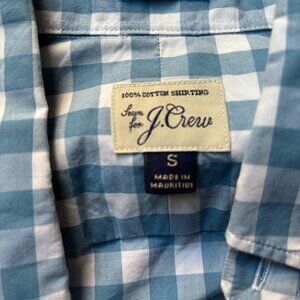 100% COTTON SHIRTING
Sewn
for J.Crew
S
MADE IN
MAURITIUS